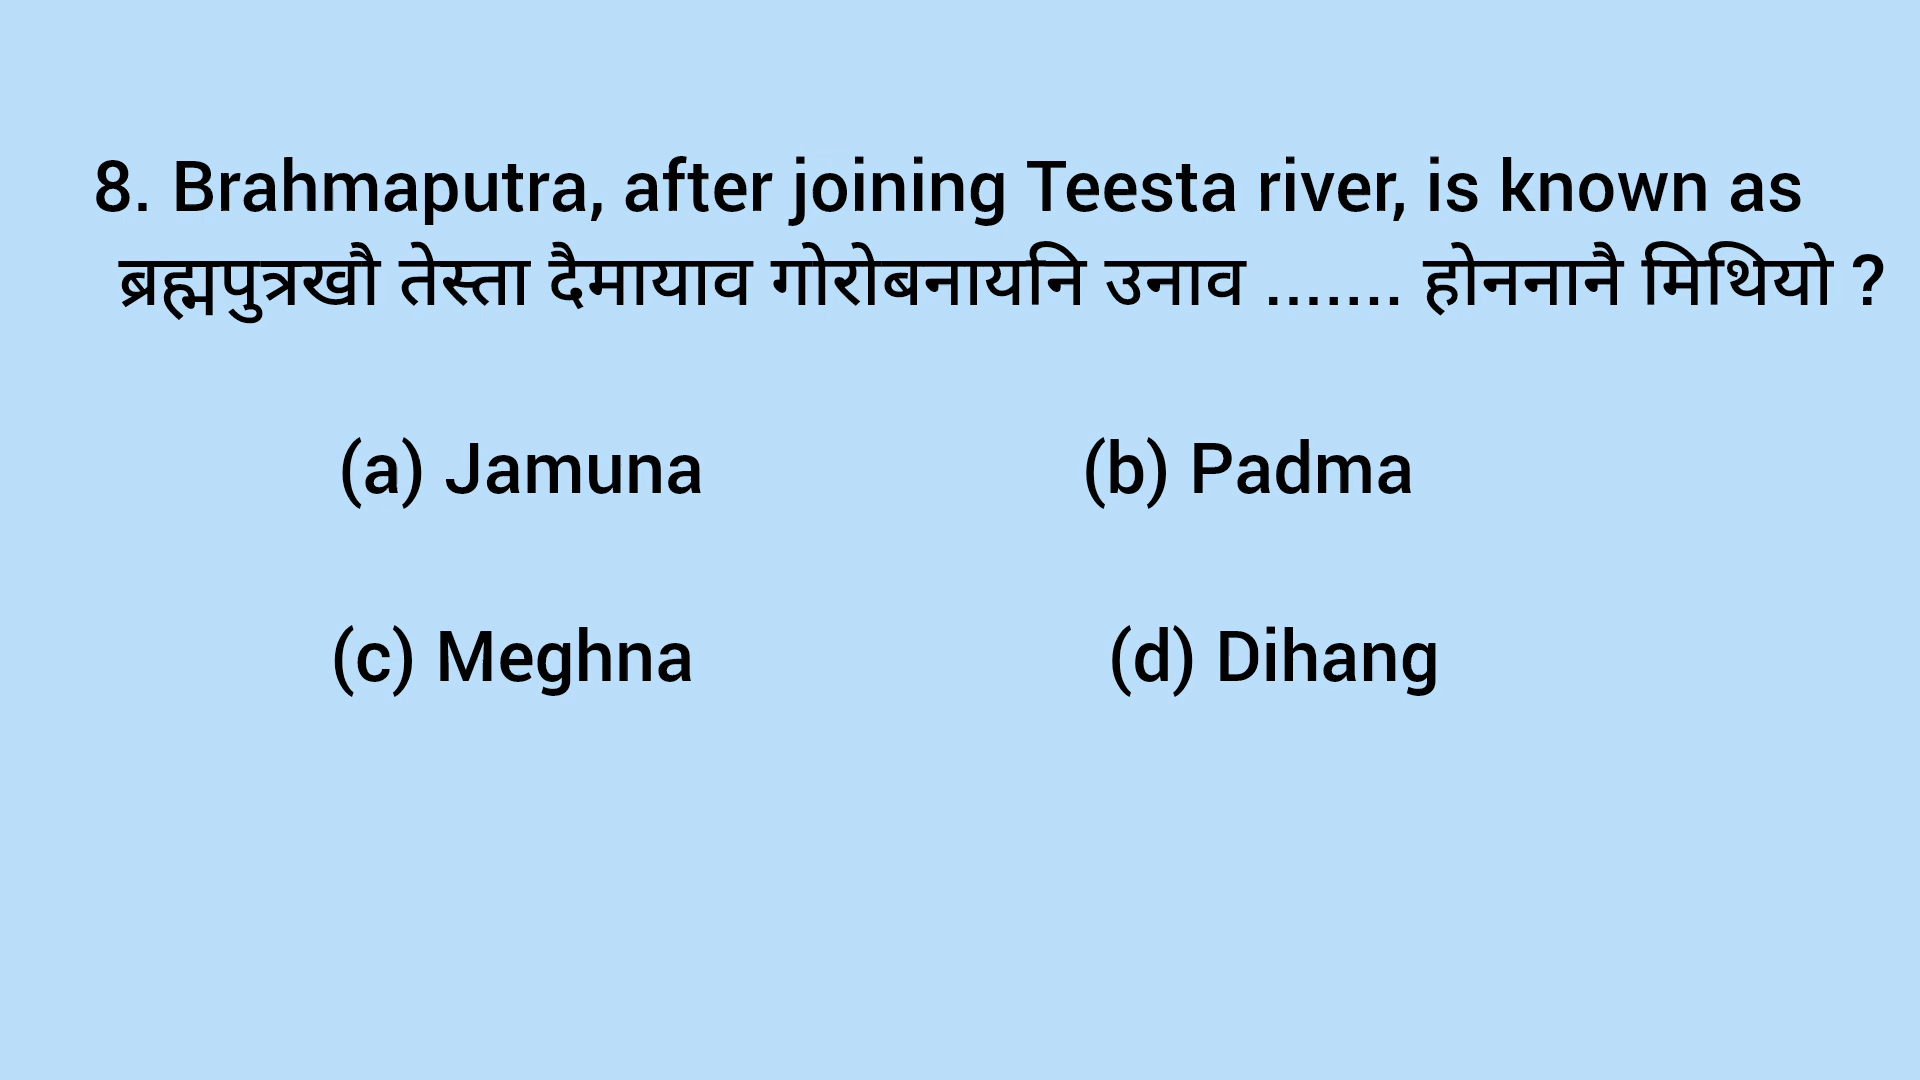 8. Brahmaputra, after joining Teesta river, is known as
ब्रह्मपुत्रखौ तेस्ता दैमायाव गोरोबनायनि उनाव ....... होननानै मिथियो ?
(a) Jamuna (b) Padma
(c) Meghna (d) Dihang